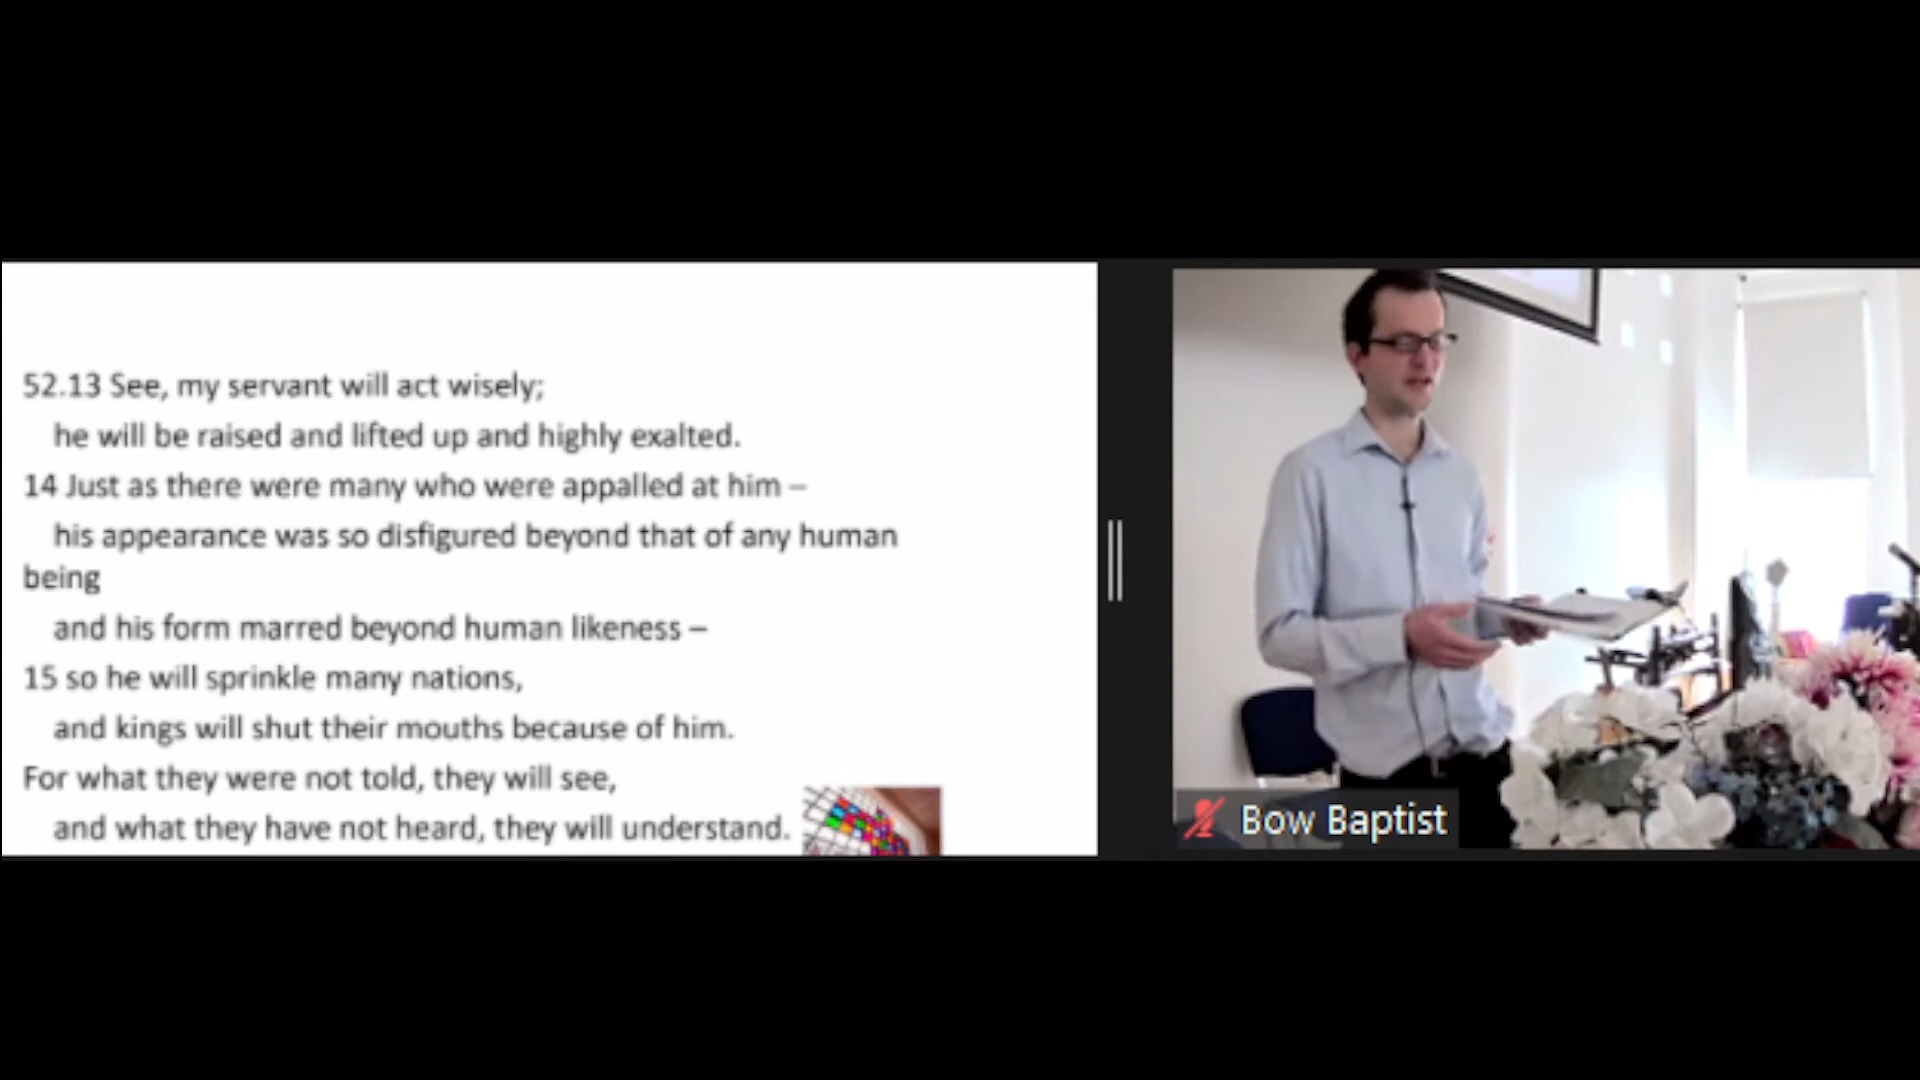 52.13 See, my servant will act wisely;
he will be raised and lifted up and highly exalted.
14 Just as there were many who were appalled at him –
his appearance was so disfigured beyond that of any human
being
and his form marred beyond human likeness –
15 so he will sprinkle many nations,
and kings will shut their mouths because of him.
For what they were not told, they will see,
and what they have not heard, they will understand.
Bow Baptist